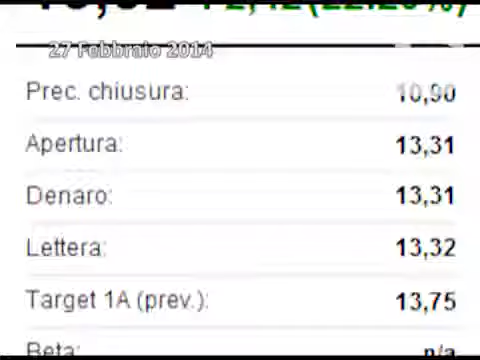 27 Febbraio 2014
Prec. chiusura: 10,90
Apertura: 13,31
Denaro: 13,31
Lettera: 13,32
Target 1A (prev.): 13,75
Beta: n/a